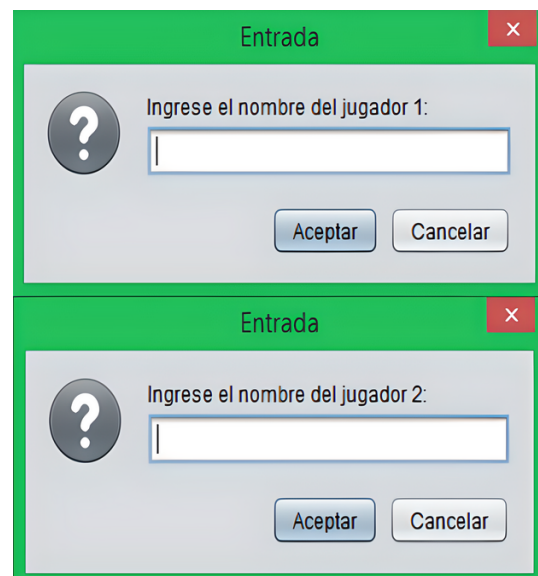 Entrada
x
Ingrese el nombre del jugador 1:
?
Aceptar Cancelar
Entrada
x
Ingrese el nombre del jugador 2:
?
Aceptar Cancelar